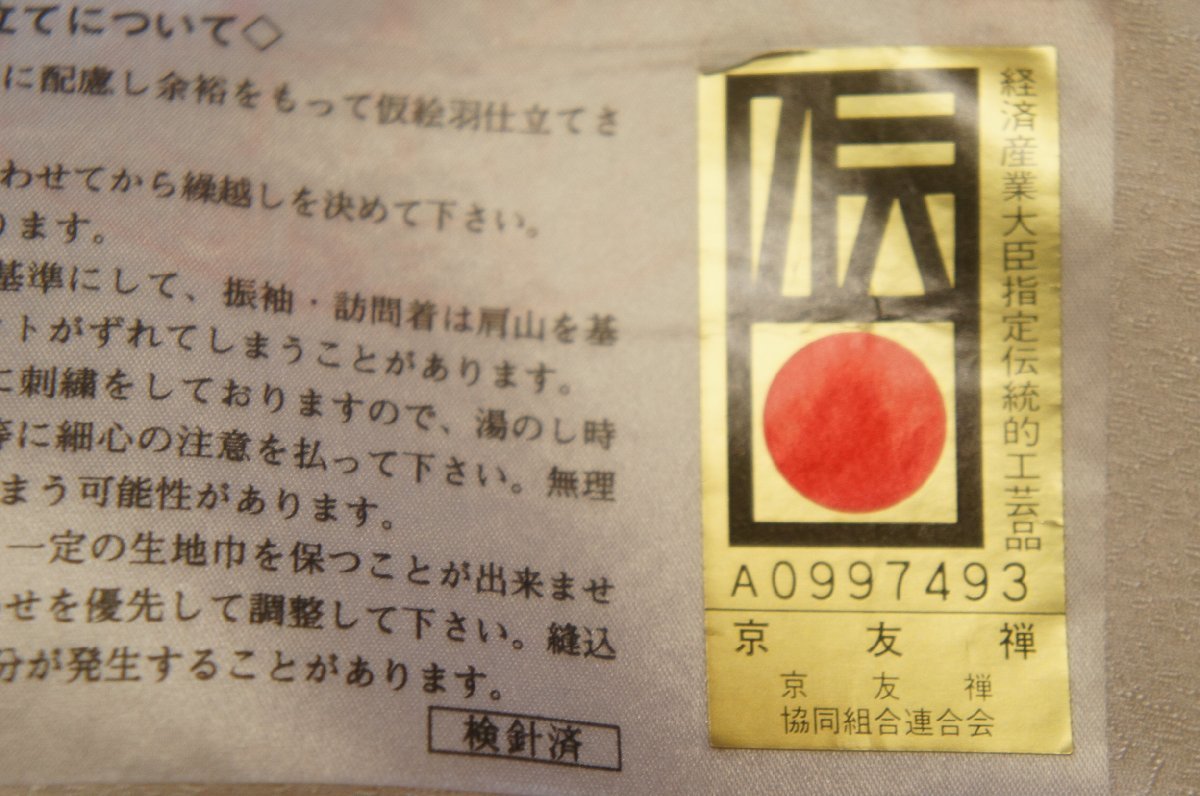 立てについて◇
に配慮し余裕をもって仮絵羽仕立てさ
わせてから繰越しを決めて下さい。
ります。
基準にして、振袖・訪問着は肩山を基
トがずれてしまうことがあります。
に刺繍をしておりますので、湯のし時
等に細心の注意を払って下さい。無理
まう可能性があります。
一定の生地巾を保つことが出来ませ
せを優先して調整して下さい。縫込
分が発生することがあります。
検針済
伝
経済産業大臣指定伝統的工芸品
A0997493
京友禅
京友禅
協同組合連合会